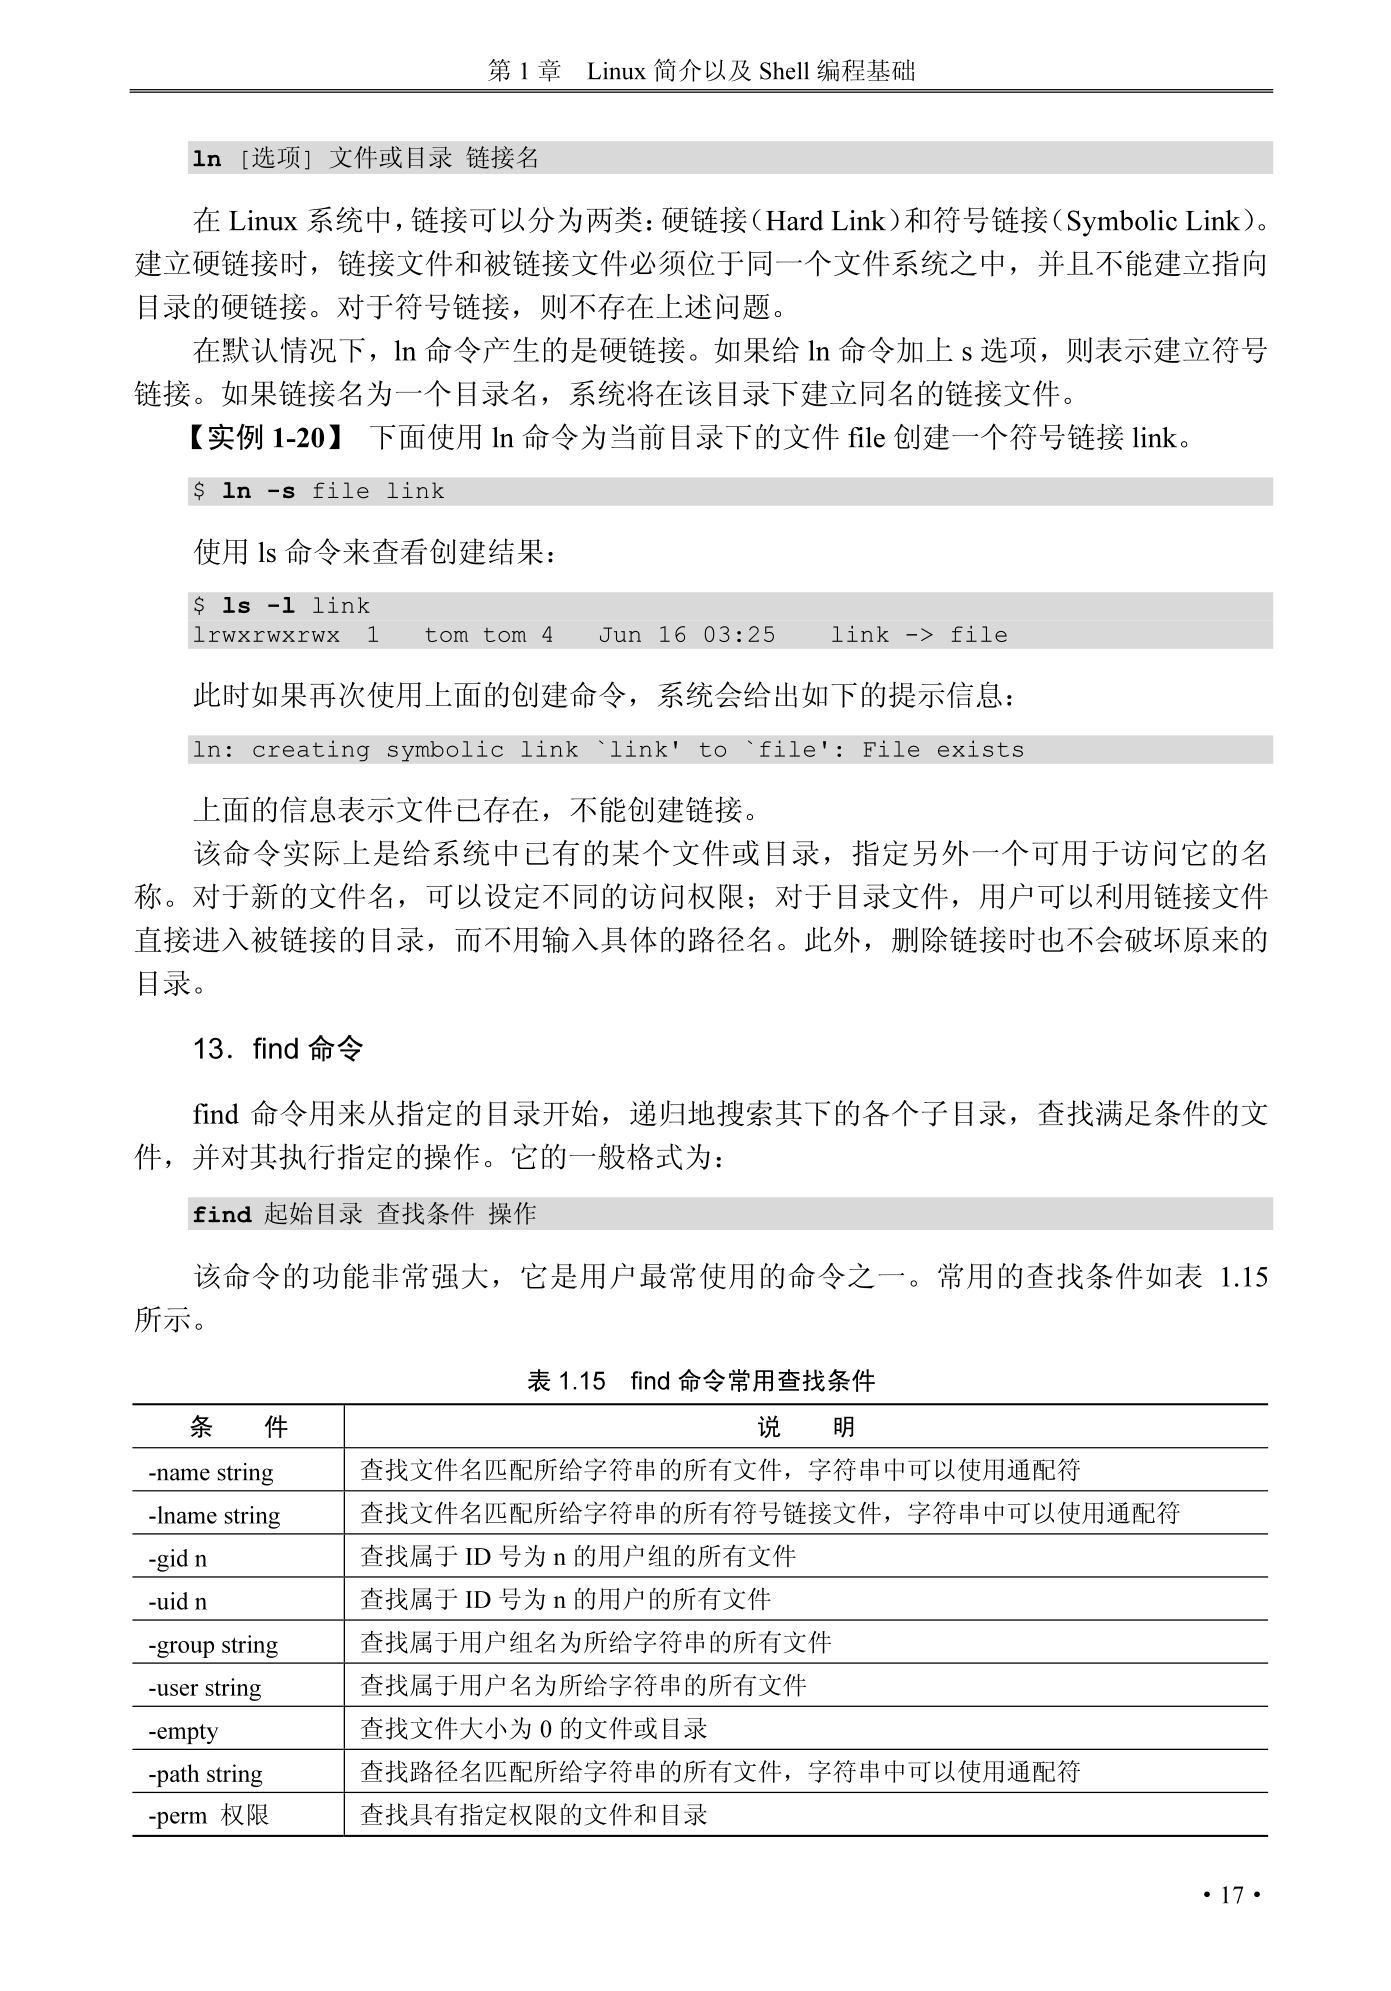 第 1 章　Linux 简介以及 Shell 编程基础
ln [选项] 文件或目录 链接名
在 Linux 系统中，链接可以分为两类：硬链接（Hard Link）和符号链接（Symbolic Link）。
建立硬链接时，链接文件和被链接文件必须位于同一个文件系统之中，并且不能建立指向
目录的硬链接。对于符号链接，则不存在上述问题。
在默认情况下，ln 命令产生的是硬链接。如果给 ln 命令加上 s 选项，则表示建立符号
链接。如果链接名为一个目录名，系统将在该目录下建立同名的链接文件。
【实例 1-20】 下面使用 ln 命令为当前目录下的文件 file 创建一个符号链接 link。
$ ln -s file link
使用 ls 命令来查看创建结果：
$ ls -l link
lrwxrwxrwx 1   tom tom 4   Jun 16 03:25    link -> file
此时如果再次使用上面的创建命令，系统会给出如下的提示信息：
ln: creating symbolic link `link' to `file': File exists
上面的信息表示文件已存在，不能创建链接。
该命令实际上是给系统中已有的某个文件或目录，指定另外一个可用于访问它的名
称。对于新的文件名，可以设定不同的访问权限；对于目录文件，用户可以利用链接文件
直接进入被链接的目录，而不用输入具体的路径名。此外，删除链接时也不会破坏原来的
目录。
13．find 命令
find 命令用来从指定的目录开始，递归地搜索其下的各个子目录，查找满足条件的文
件，并对其执行指定的操作。它的一般格式为：
find 起始目录 查找条件 操作
该命令的功能非常强大，它是用户最常使用的命令之一。常用的查找条件如表 1.15
所示。
表 1.15　find 命令常用查找条件
条　件　说　明
-name string 查找文件名匹配所给字符串的所有文件，字符串中可以使用通配符
-lname string 查找文件名匹配所给字符串的所有符号链接文件，字符串中可以使用通配符
-gid n 查找属于 ID 号为 n 的用户组的所有文件
-uid n 查找属于 ID 号为 n 的用户的所有文件
-group string 查找属于用户组名为所给字符串的所有文件
-user string 查找属于用户名为所给字符串的所有文件
-empty 查找文件大小为 0 的文件或目录
-path string 查找路径名匹配所给字符串的所有文件，字符串中可以使用通配符
-perm 权限 查找具有指定权限的文件和目录
• 17 •